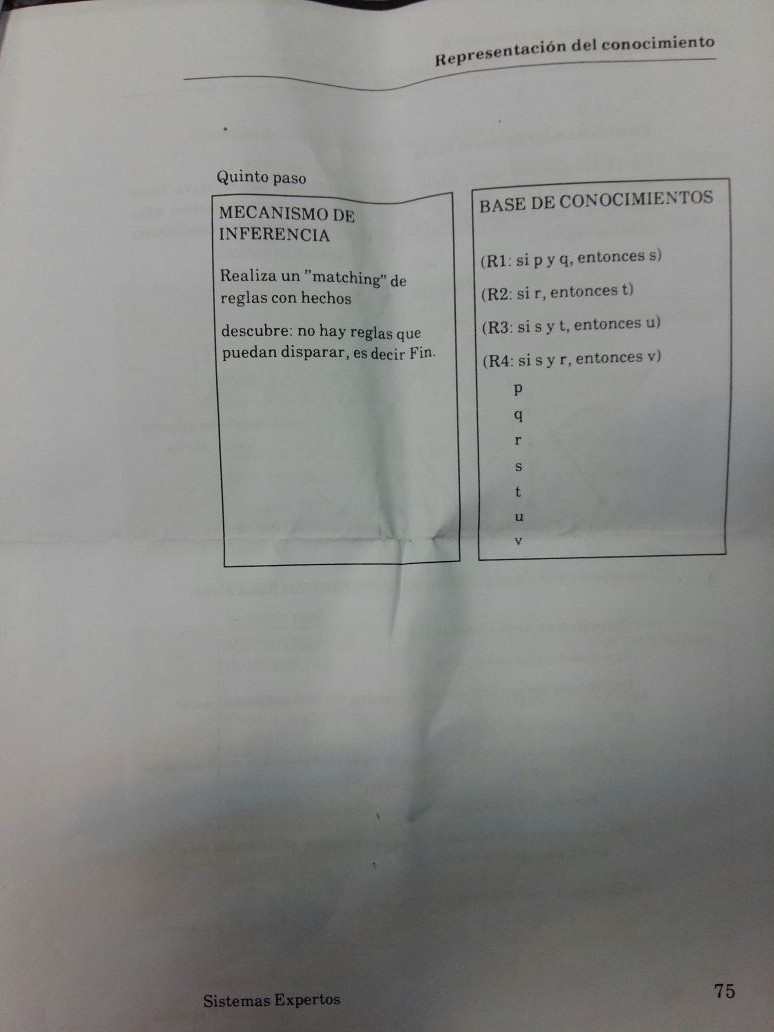 Representación del conocimiento
Quinto paso
MECANISMO DE
INFERENCIA
Realiza un "matching" de
reglas con hechos
descubre: no hay reglas que
puedan disparar, es decir Fin.
BASE DE CONOCIMIENTOS
(R1: si p y q, entonces s)
(R2: si r, entonces t)
(R3: si s y t, entonces u)
(R4: si s y r, entonces v)
p
q
r
s
t
u
v
Sistemas Expertos
75